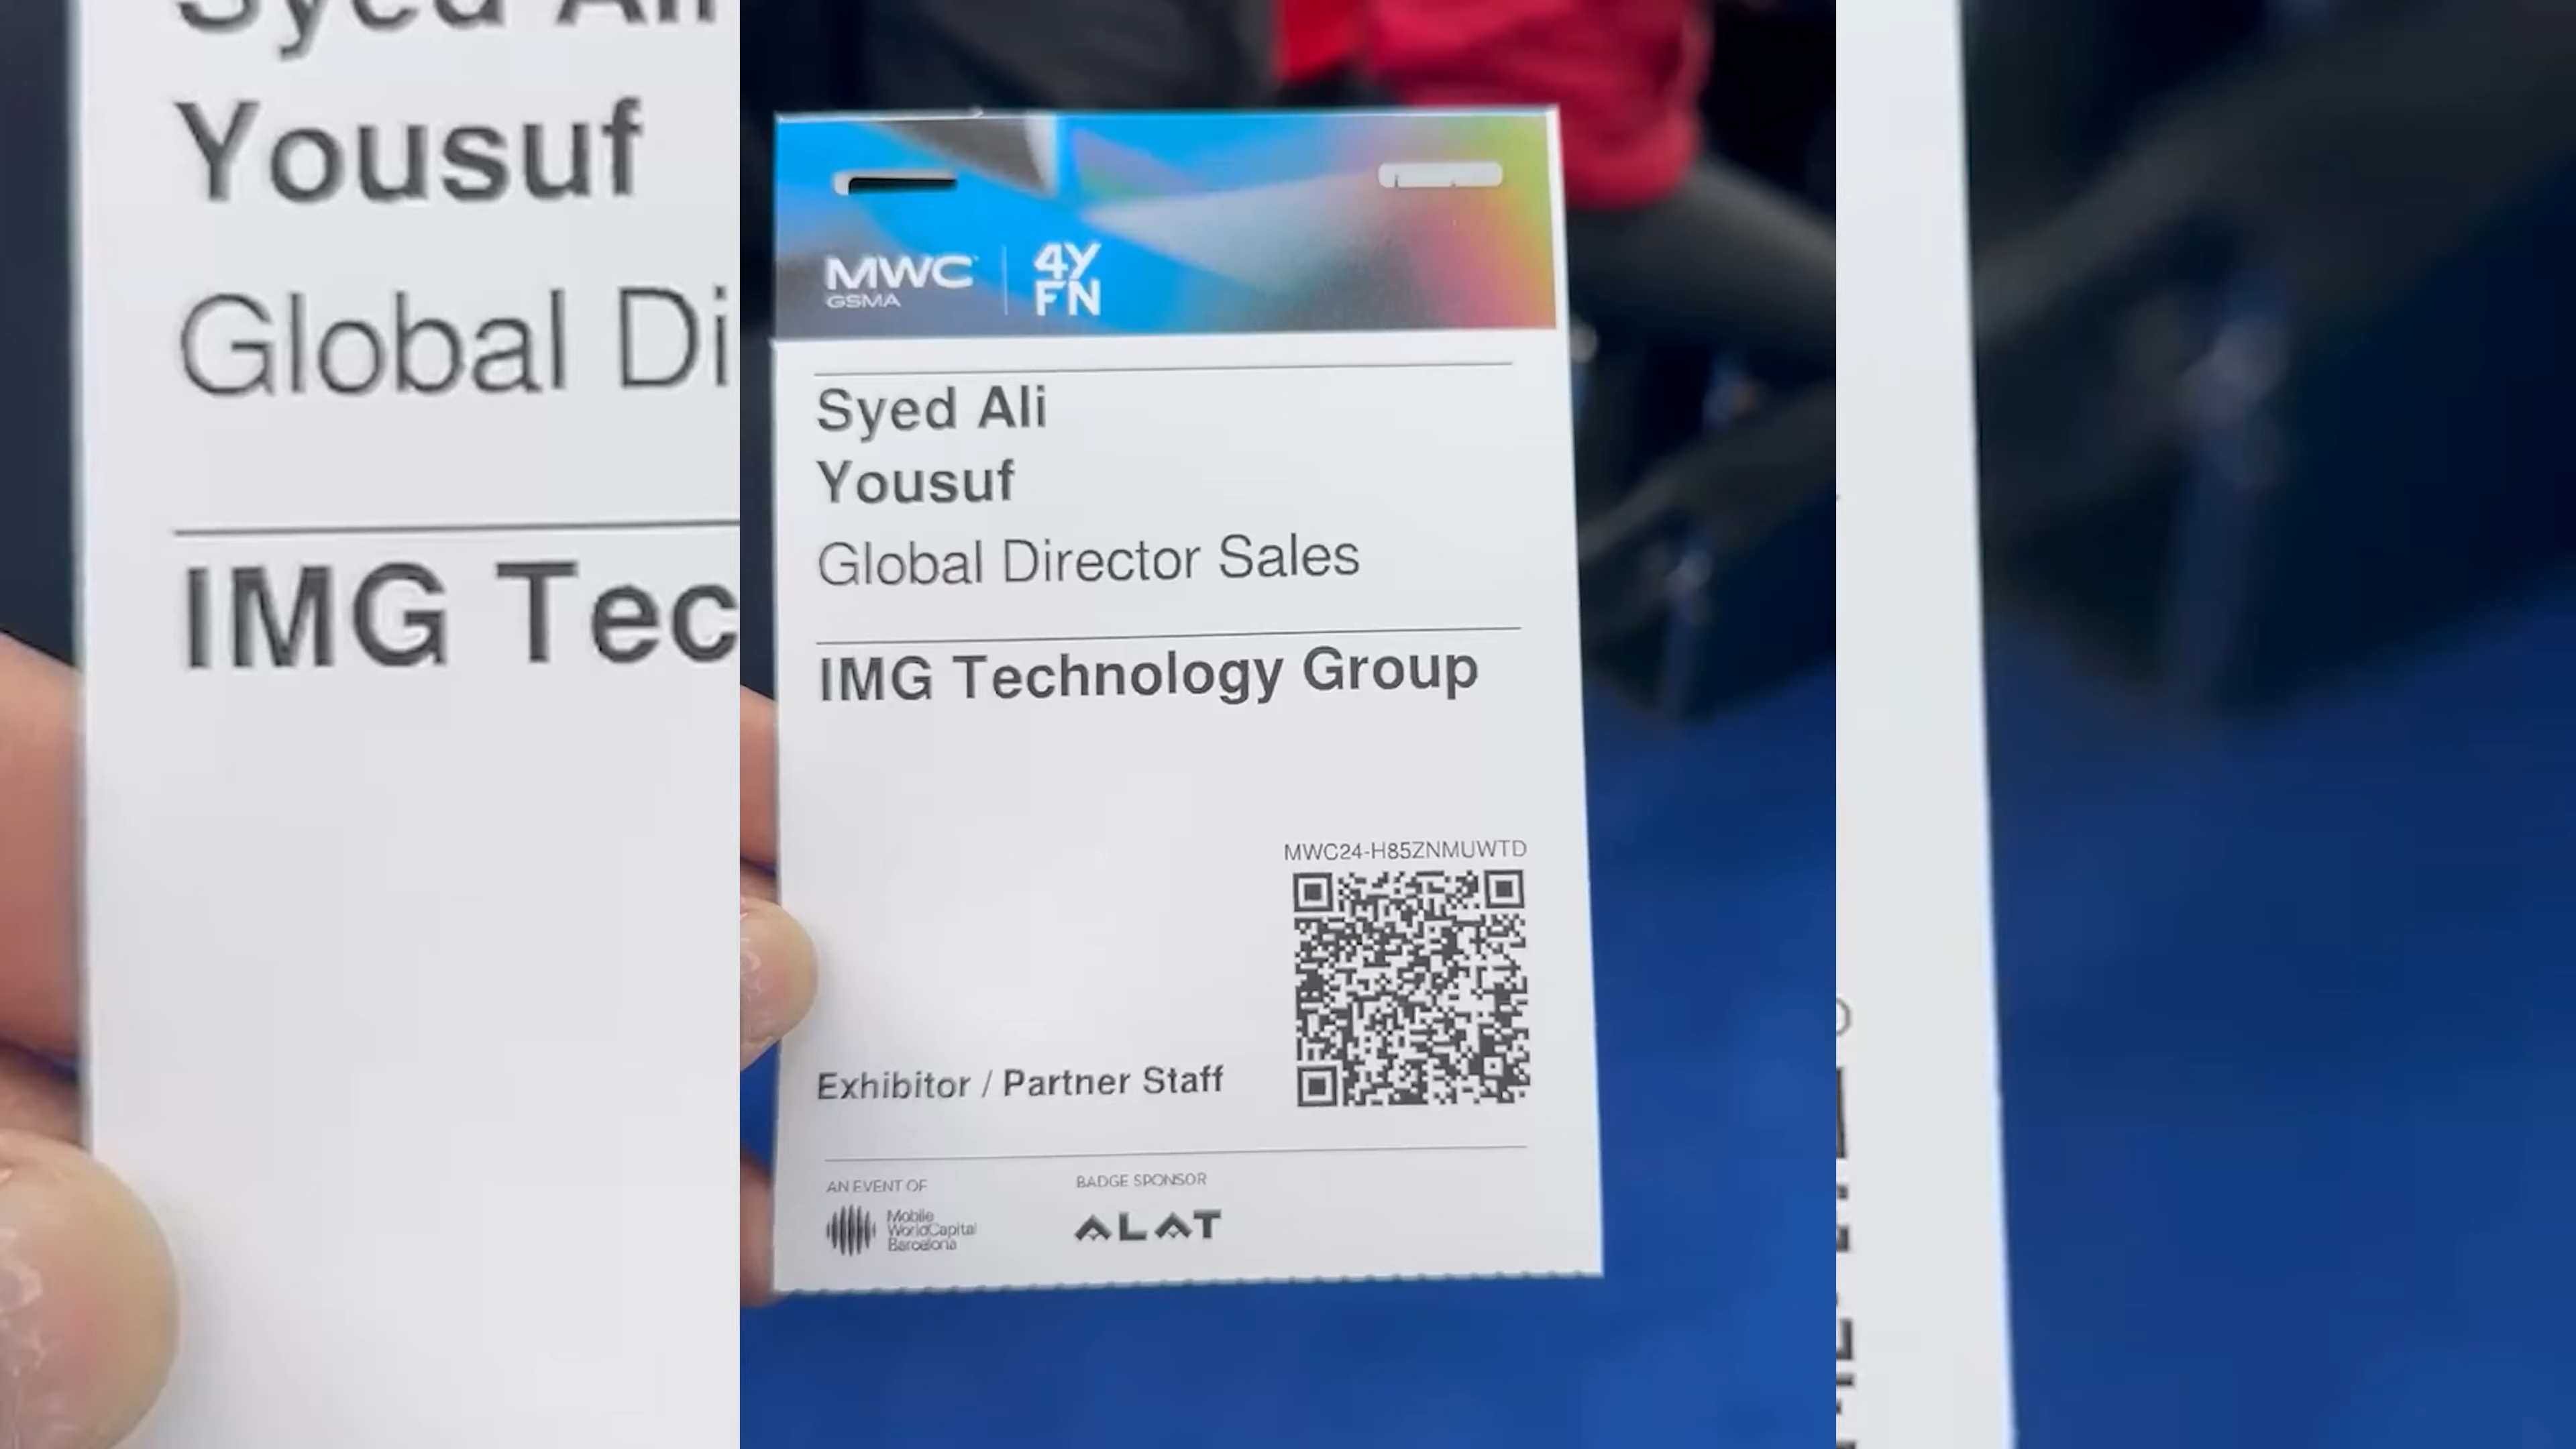 Syed Ali
Yousuf
Global Di
IMG Tec
MWC
GSMA
4Y
FN
Syed Ali
Yousuf
Global Director Sales
IMG Technology Group
MWC24-H85ZNMUWTD
Exhibitor / Partner Staff
AN EVENT OF
Mobile
WorldCapital
Barcelona
BADGE SPONSOR
ALAT